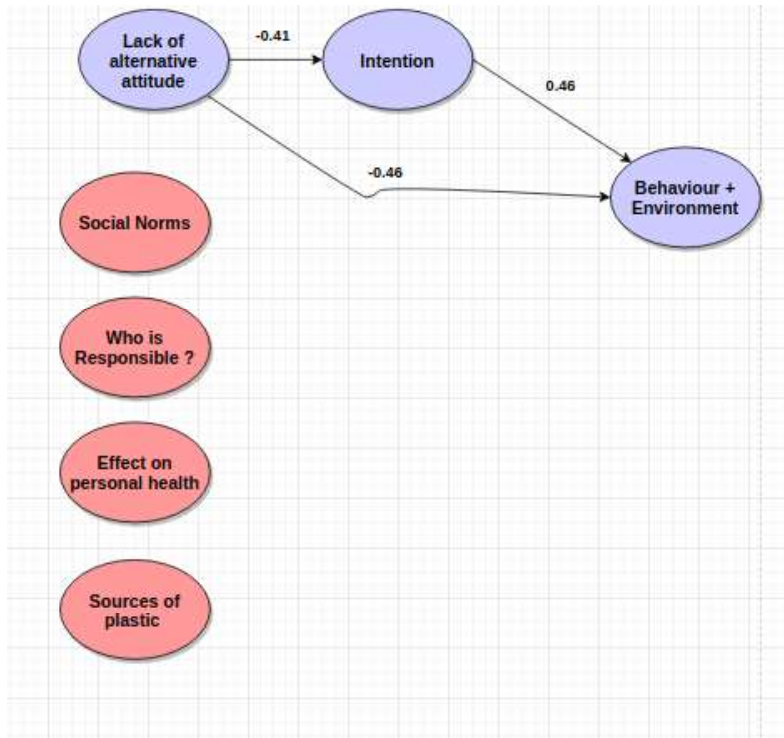 Lack of
alternative
attitude
-0.41
Intention
0.46
-0.46
Behaviour +
Environment
Social Norms
Who is
Responsible ?
Effect on
personal health
Sources of
plastic